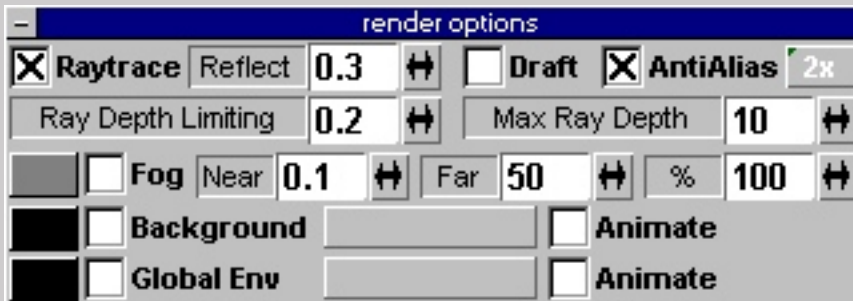 render options
Raytrace Reflect 0.3 Draft AntiAlias 2x
Ray Depth Limiting 0.2 Max Ray Depth 10
Fog Near 0.1 Far 50 % 100
Background Animate
Global Env Animate